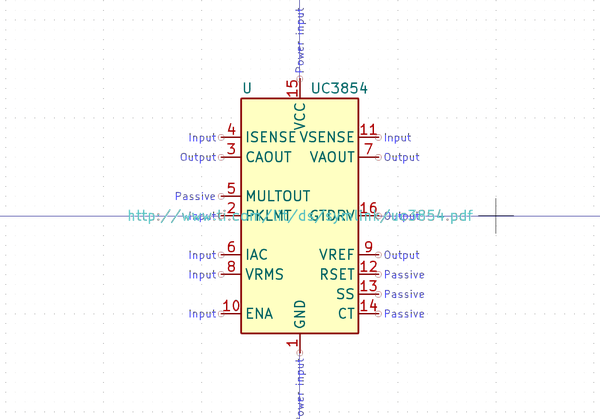 Power input
U UC3854
15
VCC
Input 4 ISENSE VSENSE 11 Input
Output 3 CAOUT VAOUT 7 Output
Passive 5 MULTOUT
Input 2 PKLMT GTDRV 16 Output
Input 6 IAC VREF 9 Output
Input 8 VRMS RSET 12 Passive
SS 13 Passive
Input 10 ENA CT 14 Passive
GND
1